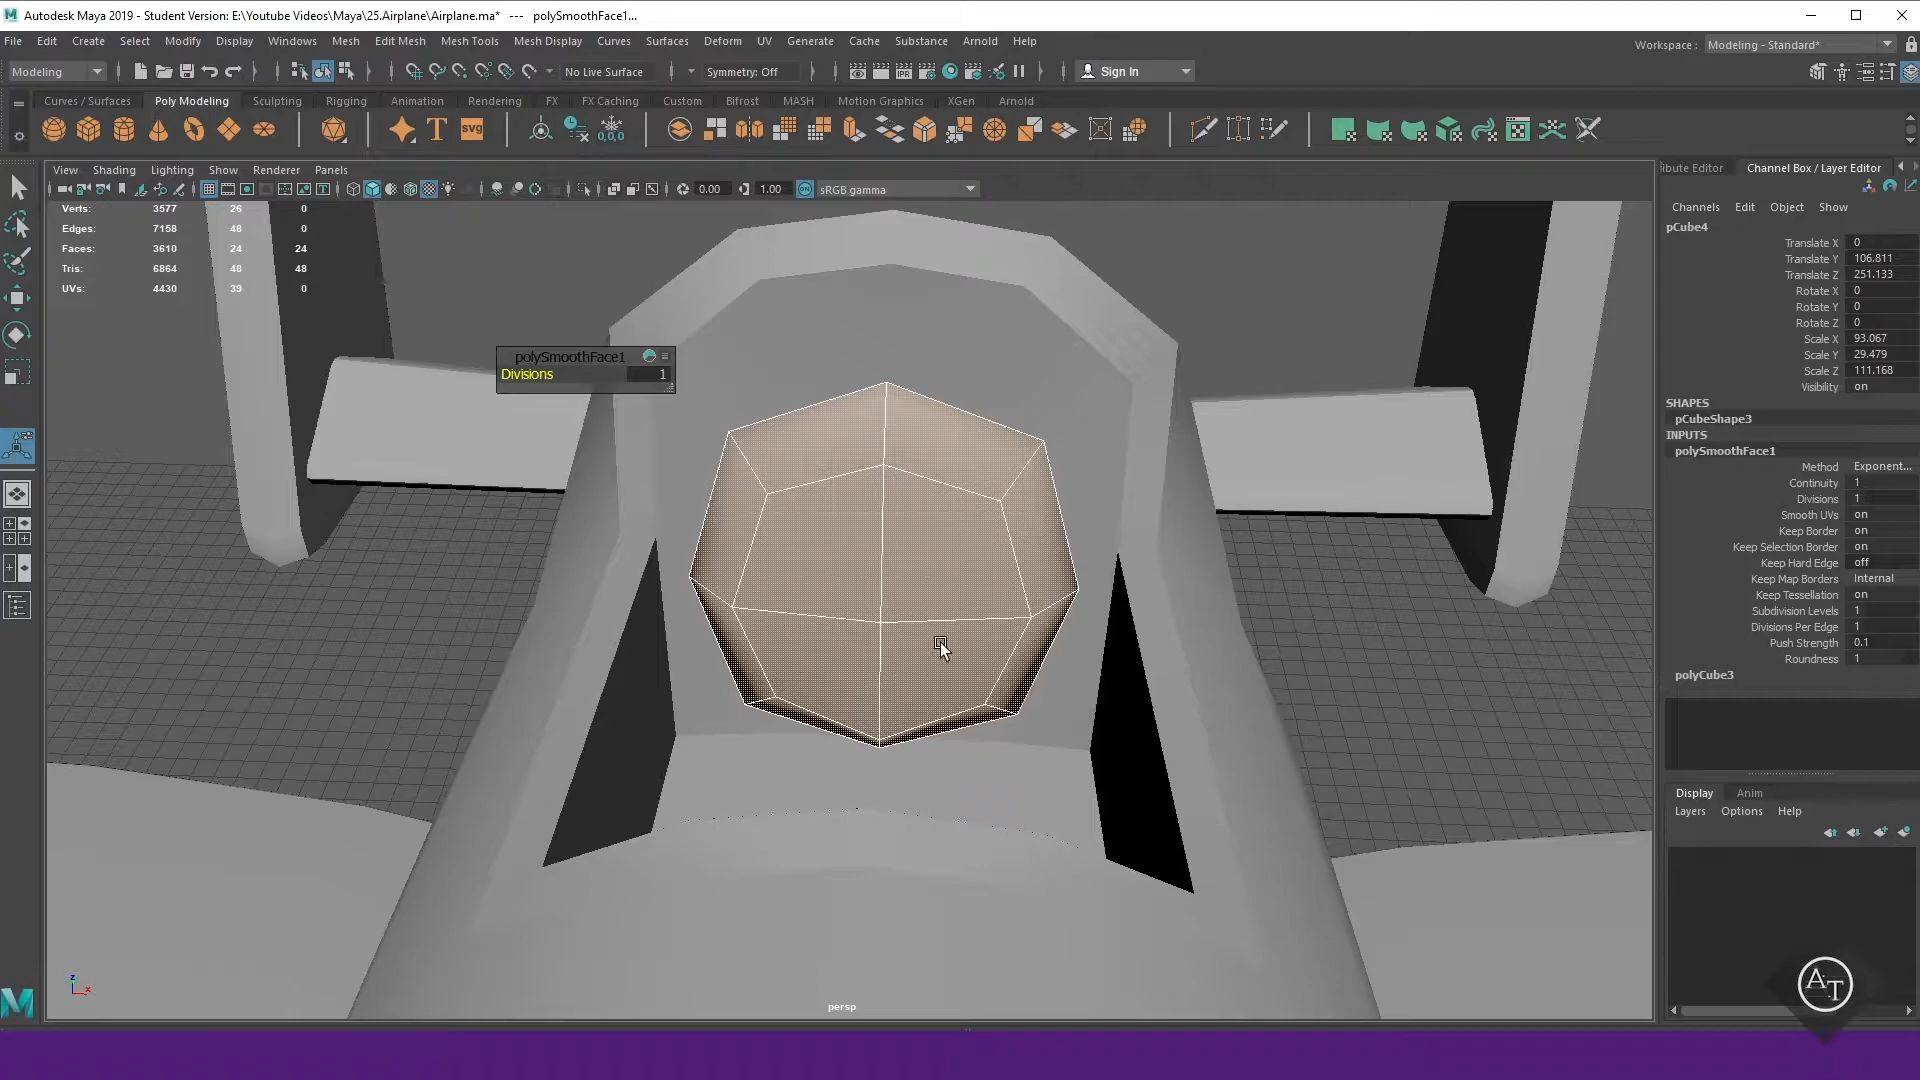 Autodesk Maya 2019 - Student Version: E:\Youtube Videos\Maya\25.Airplane\Airplane.ma* --- polySmoothFace1...
File Edit Create Select Modify Display Windows Mesh Edit Mesh Mesh Tools Mesh Display Curves Surfaces Deform UV Generate Cache Substance Arnold Help
Workspace : Modeling - Standard*
Modeling No Live Surface Symmetry: Off IPR Sign In
Curves / Surfaces Poly Modeling Sculpting Rigging Animation Rendering FX FX Caching Custom Bifrost MASH Motion Graphics XGen Arnold
T svg 0,0,0
View Shading Lighting Show Renderer Panels
0.00 1.00 ON sRGB gamma
Verts: 3577 26 0
Edges: 7158 48 0
Faces: 3610 24 24
Tris: 6864 48 48
UVs: 4430 39 0
polySmoothFace1
Divisions 1
persp
z
x
ibute Editor Channel Box / Layer Editor
Channels Edit Object Show
pCube4
Translate X 0
Translate Y 106.811
Translate Z 251.133
Rotate X 0
Rotate Y 0
Rotate Z 0
Scale X 93.067
Scale Y 29.479
Scale Z 111.168
Visibility on
SHAPES
pCubeShape3
INPUTS
polySmoothFace1
Method Exponent...
Continuity 1
Divisions 1
Smooth UVs on
Keep Border on
Keep Selection Border on
Keep Hard Edge off
Keep Map Borders Internal
Keep Tessellation on
Subdivision Levels 1
Divisions Per Edge 1
Push Strength 0.1
Roundness 1
polyCube3
Display Anim
Layers Options Help
AT
M